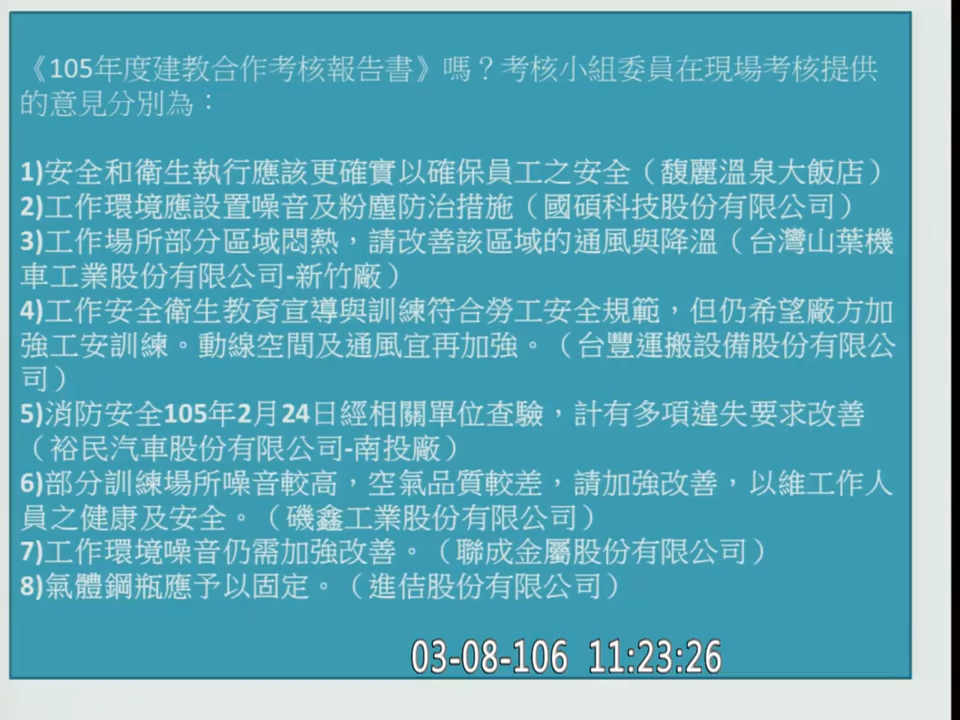 《105年度建教合作考核報告書》嗎？考核小組委員在現場考核提供
的意見分別為：
1)安全和衛生執行應該更確實以確保員工之安全（馥麗溫泉大飯店）
2)工作環境應設置噪音及粉塵防治措施（國碩科技股份有限公司）
3)工作場所部分區域悶熱，請改善該區域的通風與降溫（台灣山葉機
車工業股份有限公司-新竹廠）
4)工作安全衛生教育宣導與訓練符合勞工安全規範，但仍希望廠方加
強工安訓練。動線空間及通風宜再加強。（台豐運搬設備股份有限公
司）
5)消防安全105年2月24日經相關單位查驗，計有多項違失要求改善
（裕民汽車股份有限公司-南投廠）
6)部分訓練場所噪音較高，空氣品質較差，請加強改善，以維工作人
員之健康及安全。（磯鑫工業股份有限公司）
7)工作環境噪音仍需加強改善。（聯成金屬股份有限公司）
8)氣體鋼瓶應予以固定。（進佶股份有限公司）
03-08-106 11:23:26